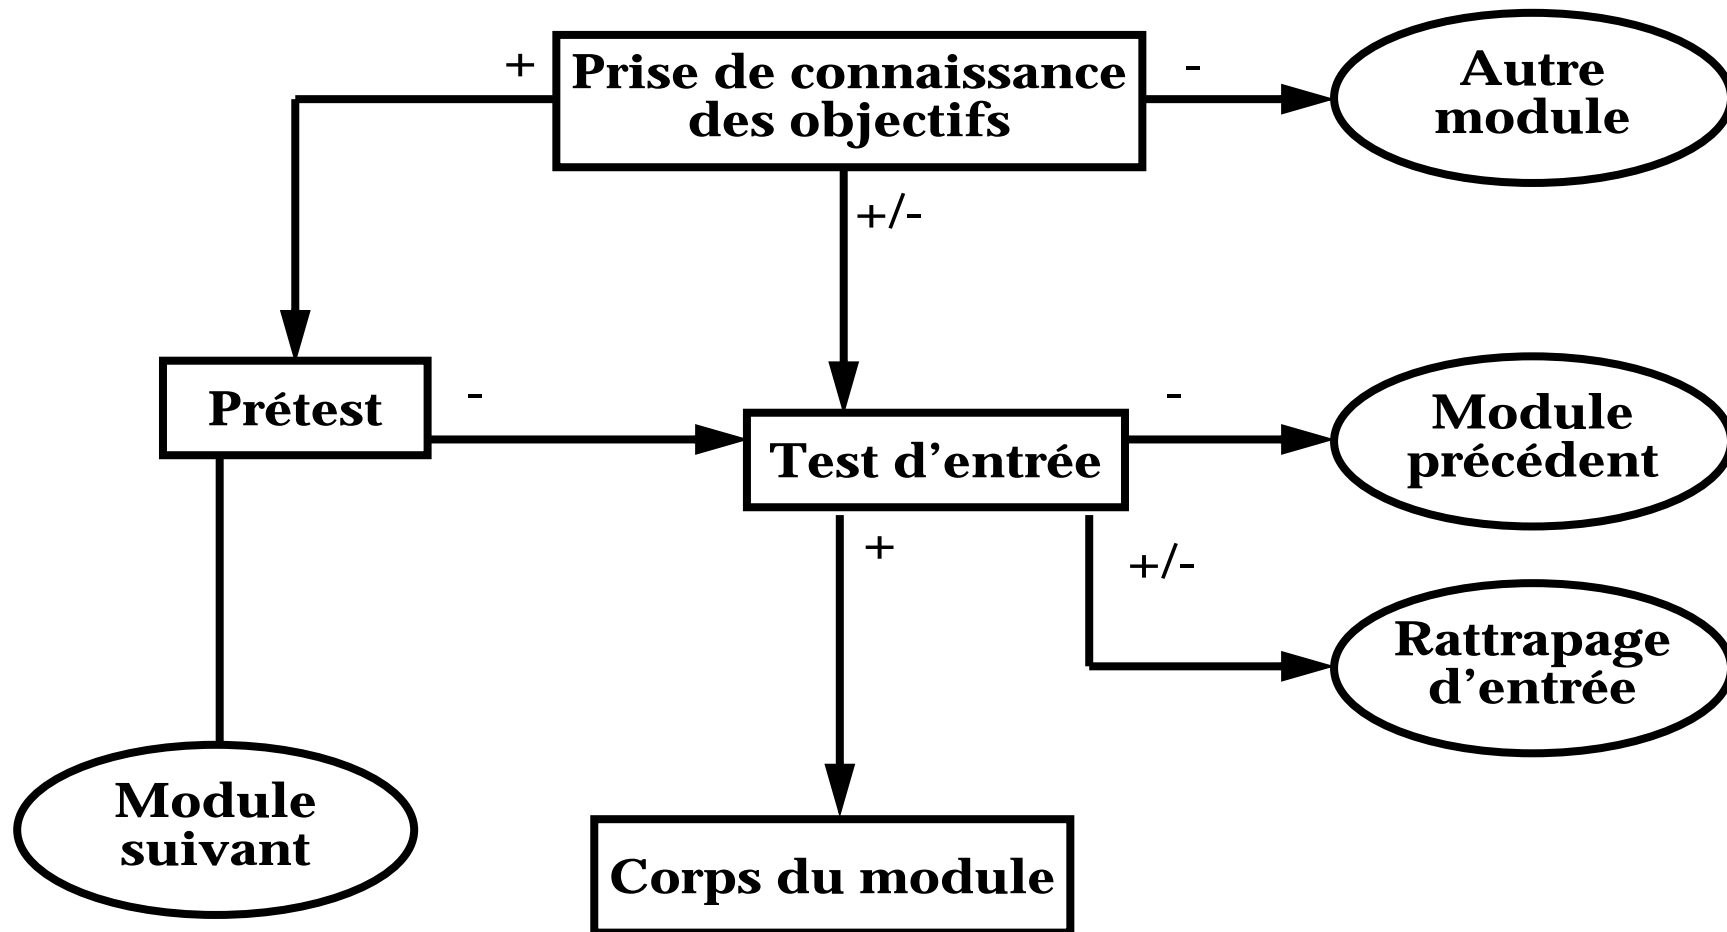 +
Prise de connaissance
des objectifs
-
Autre
module
+/-
Prétest
-
Test d’entrée
-
Module
précédent
+
+/-
Rattrapage
d’entrée
Module
suivant
Corps du module